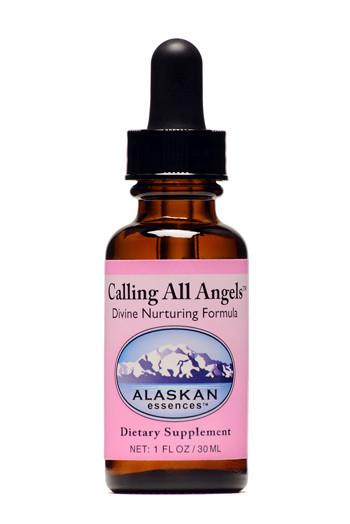 Calling All Angels™
Divine Nurturing Formula
ALASKAN
essences™
Dietary Supplement
NET: 1 FL OZ / 30 ML